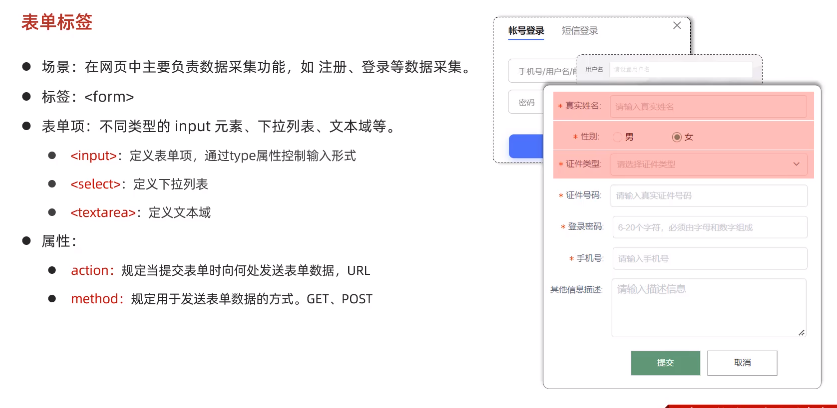 表单标签
场景：在网页中主要负责数据采集功能，如 注册、登录等数据采集。
标签：<form>
表单项：不同类型的 input 元素、下拉列表、文本域等。
<input>：定义表单项，通过type属性控制输入形式
<select>：定义下拉列表
<textarea>：定义文本域
属性：
action：规定当提交表单时向何处发送表单数据，URL
method：规定用于发送表单数据的方式。GET、POST
帐号登录 短信登录
手机号/用户名/
密码
用户名
* 真实姓名: 请输入真实姓名
* 性别: 男 女
* 证件类型: 请选择证件类型
* 证件号码: 请输入真实证件号码
* 登录密码: 6-20个字符，必须由字母和数字组成
* 手机号 请输入手机号
其他信息描述: 请输入描述信息
提交 取消